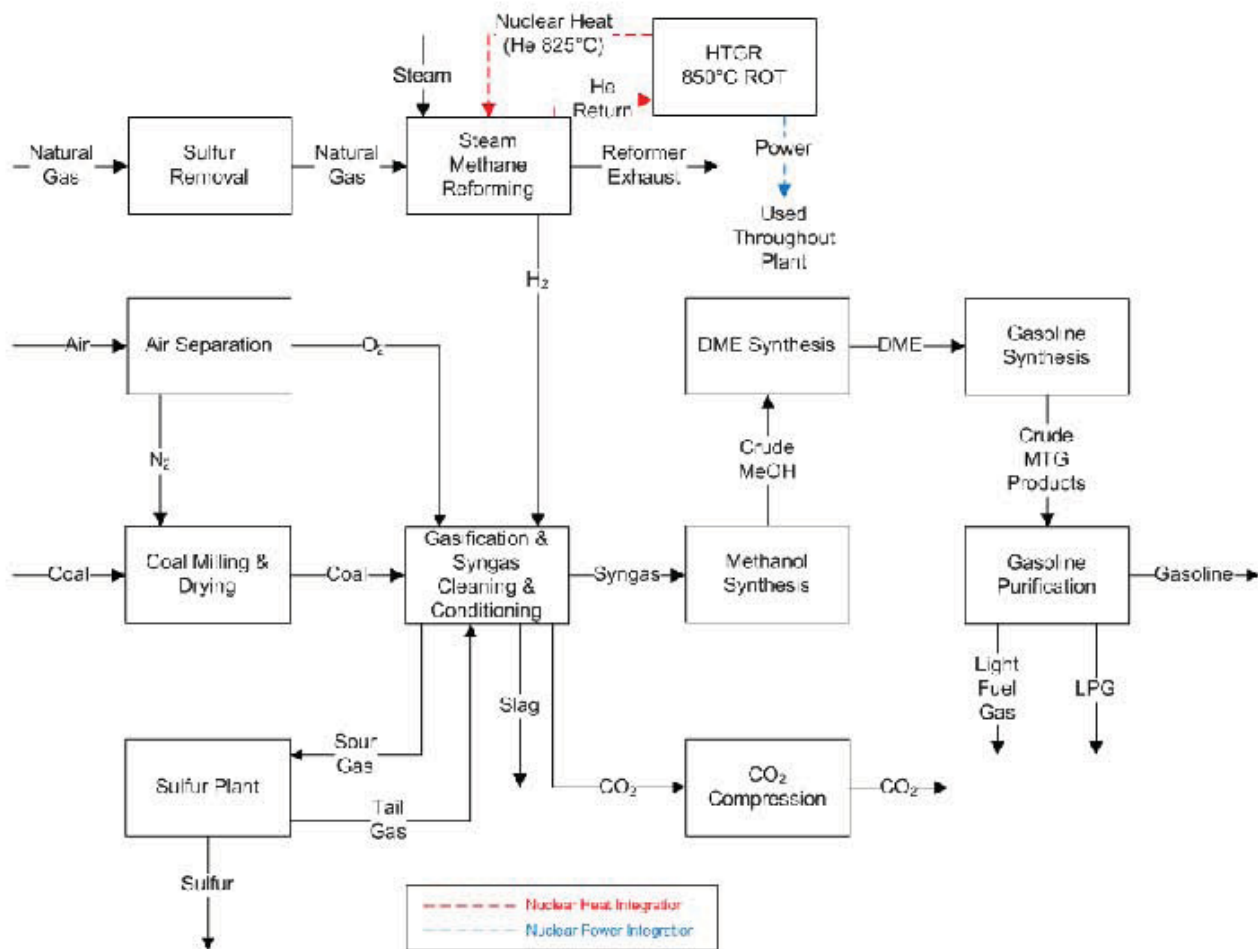 Nuclear Heat
(He 825°C)
HTGR
850°C ROT
Steam
He
Return
Natural
Gas
Sulfur
Removal
Natural
Gas
Steam
Methane
Reforming
Reformer
Exhaust
Power
Used
Throughout
Plant
H₂
Air
Air Separation
O₂
DME Synthesis
DME
Gasoline
Synthesis
N₂
Crude
MeOH
Crude
MTG
Products
Coal
Coal Milling &
Drying
Coal
Gasification &
Syngas
Cleaning &
Conditioning
Syngas
Methanol
Synthesis
Gasoline
Purification
Gasoline
Light
Fuel
Gas
LPG
Slag
Sour
Gas
Sulfur Plant
Tail
Gas
CO₂
CO₂
Compression
CO₂
Sulfur
Nuclear Heat Integration
Nuclear Power Integration